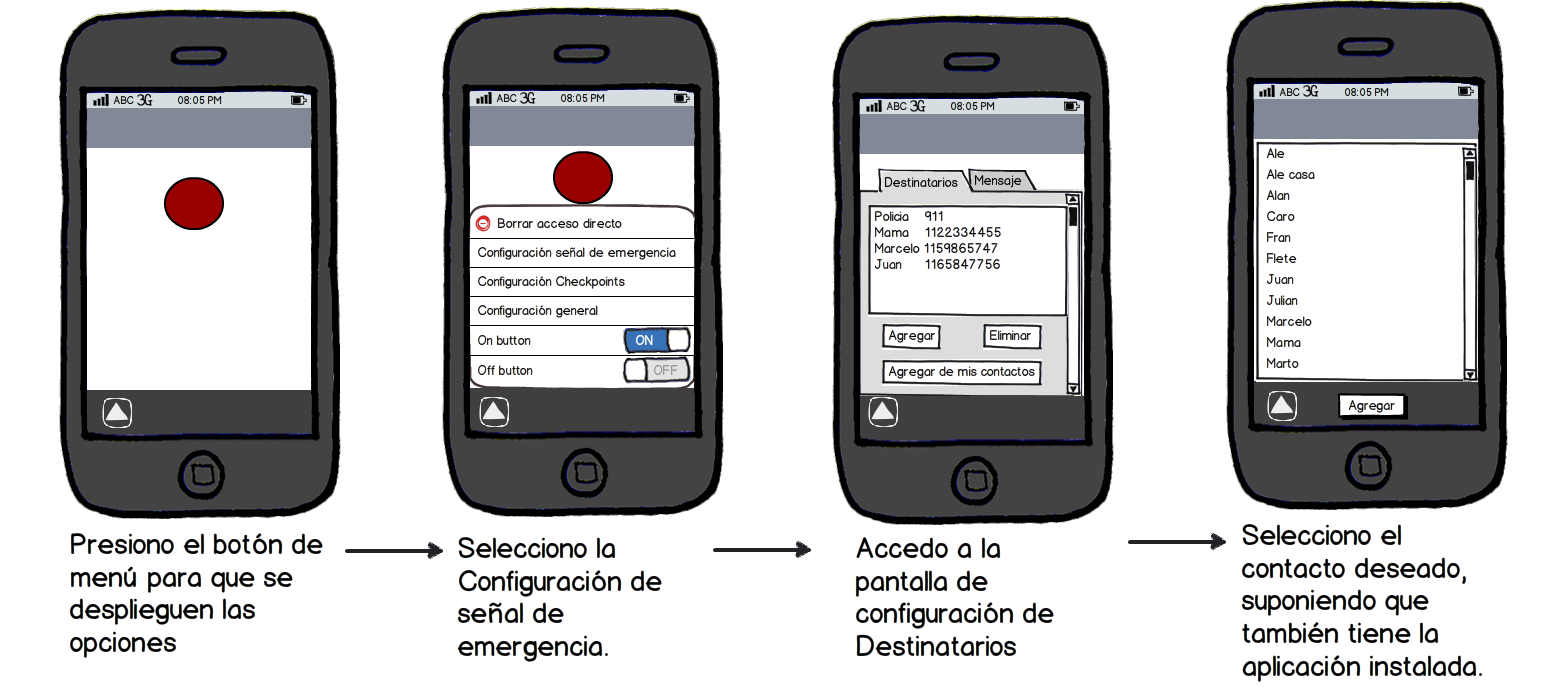 ABC 3G 08:05 PM
Presiono el botón de
menú para que se
desplieguen las
opciones
ABC 3G 08:05 PM
Borrar acceso directo
Configuración señal de emergencia
Configuración Checkpoints
Configuración general
On button ON
Off button OFF
Selecciono la
Configuración de
señal de
emergencia.
ABC 3G 08:05 PM
Destinatarios Mensaje
Policia 911
Mama 1122334455
Marcelo 1159865747
Juan 1165847756
Agregar Eliminar
Agregar de mis contactos
Accedo a la
pantalla de
configuración de
Destinatarios
ABC 3G 08:05 PM
Ale
Ale casa
Alan
Caro
Fran
Flete
Juan
Julian
Marcelo
Mama
Marto
Agregar
Selecciono el
contacto deseado,
suponiendo que
también tiene la
aplicación instalada.